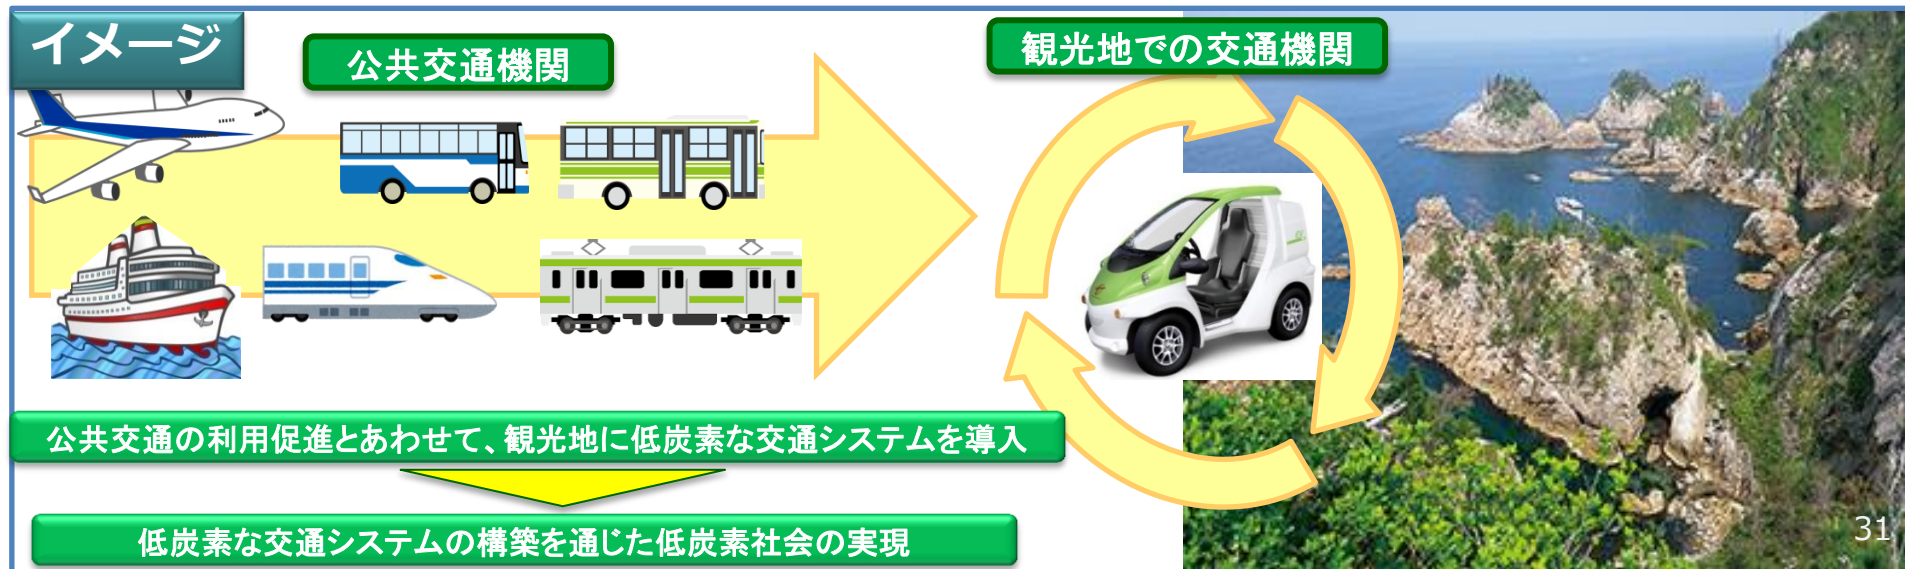 イメージ
公共交通機関
観光地での交通機関
公共交通の利用促進とあわせて、観光地に低炭素な交通システムを導入
低炭素な交通システムの構築を通じた低炭素社会の実現
31